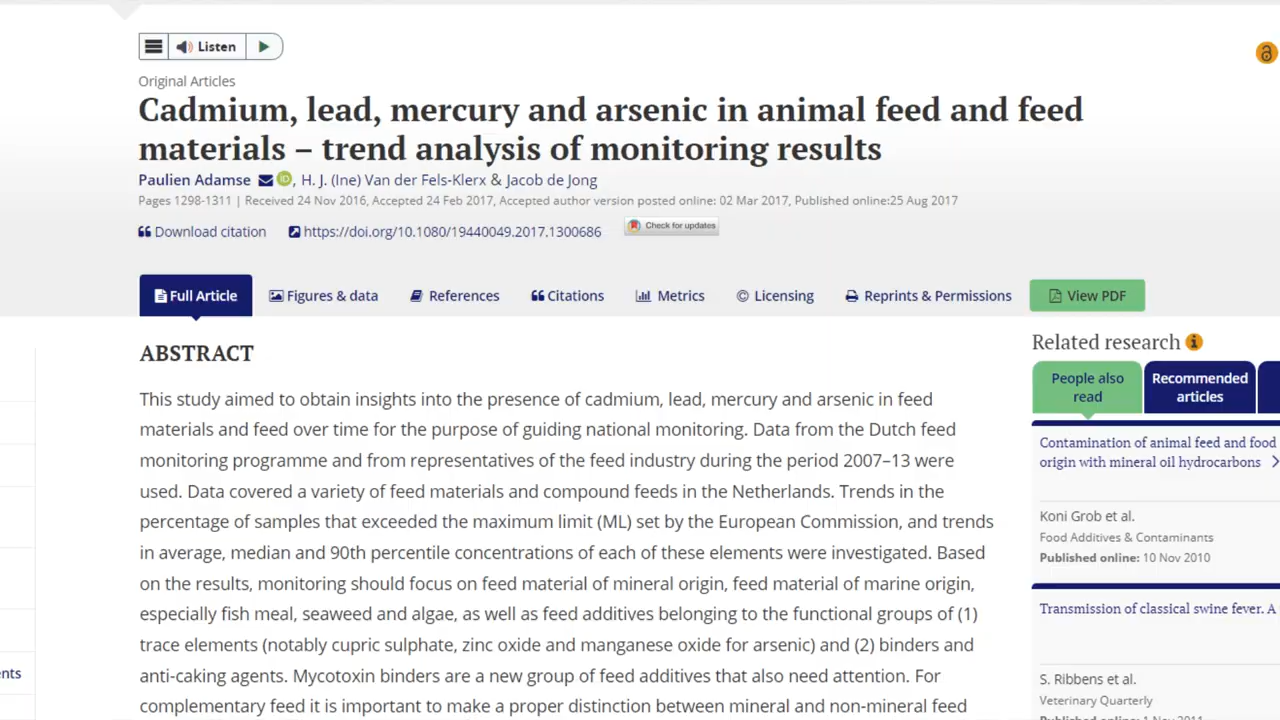 Listen
Original Articles
Cadmium, lead, mercury and arsenic in animal feed and feed
materials – trend analysis of monitoring results
Paulien Adamse iD, H. J. (Ine) Van der Fels-Klerx & Jacob de Jong
Pages 1298-1311 | Received 24 Nov 2016, Accepted 24 Feb 2017, Accepted author version posted online: 02 Mar 2017, Published online:25 Aug 2017
Download citation https://doi.org/10.1080/19440049.2017.1300686 Check for updates
Full Article Figures & data References Citations Metrics Licensing Reprints & Permissions View PDF
ABSTRACT
This study aimed to obtain insights into the presence of cadmium, lead, mercury and arsenic in feed
materials and feed over time for the purpose of guiding national monitoring. Data from the Dutch feed
monitoring programme and from representatives of the feed industry during the period 2007–13 were
used. Data covered a variety of feed materials and compound feeds in the Netherlands. Trends in the
percentage of samples that exceeded the maximum limit (ML) set by the European Commission, and trends
in average, median and 90th percentile concentrations of each of these elements were investigated. Based
on the results, monitoring should focus on feed material of mineral origin, feed material of marine origin,
especially fish meal, seaweed and algae, as well as feed additives belonging to the functional groups of (1)
trace elements (notably cupric sulphate, zinc oxide and manganese oxide for arsenic) and (2) binders and
anti-caking agents. Mycotoxin binders are a new group of feed additives that also need attention. For
complementary feed it is important to make a proper distinction between mineral and non-mineral feed
Related research
People also
read
Recommended
articles
Contamination of animal feed and food
origin with mineral oil hydrocarbons
Koni Grob et al.
Food Additives & Contaminants
Published online: 10 Nov 2010
Transmission of classical swine fever. A
S. Ribbens et al.
Veterinary Quarterly
Published online: 1 Nov 2011
nts